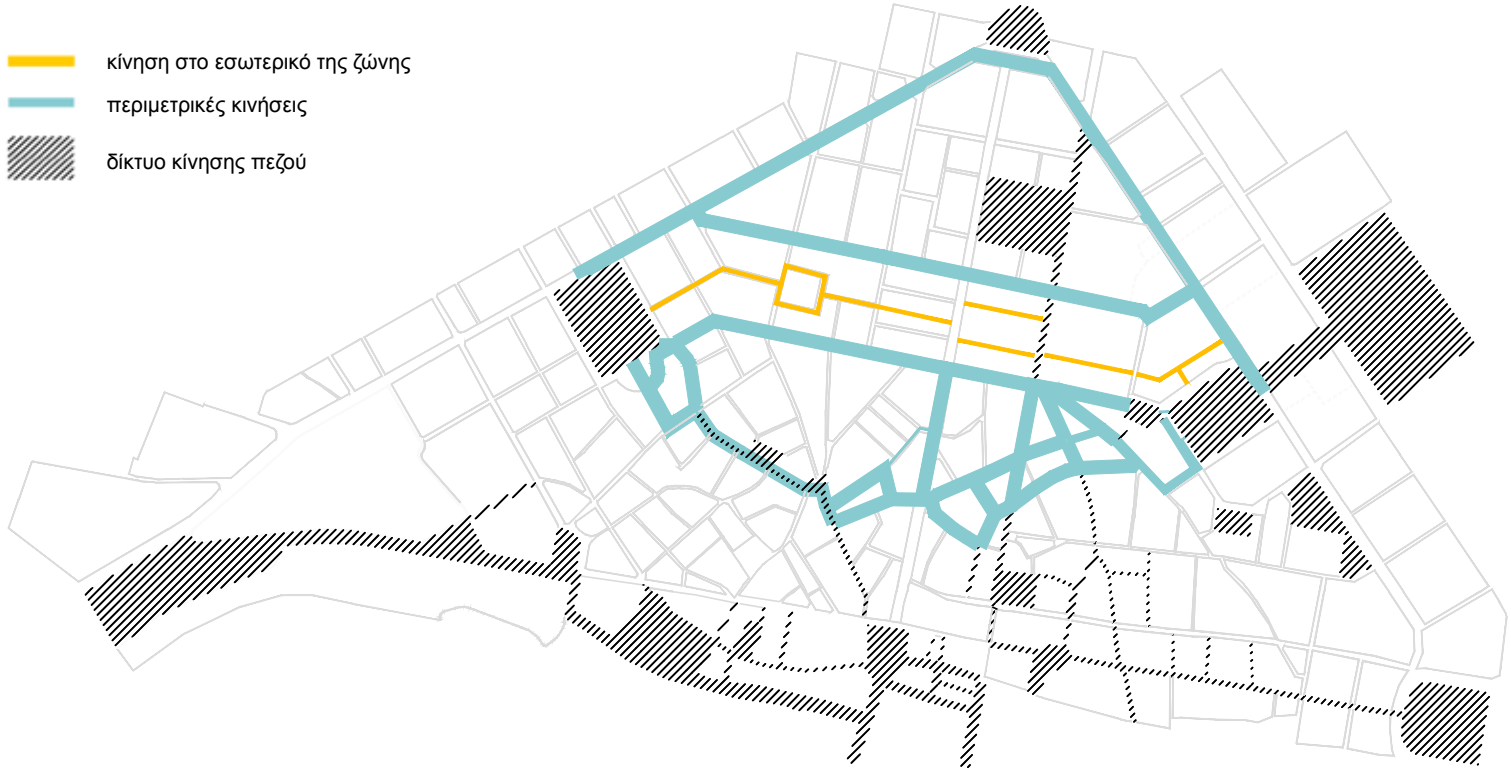 κίνηση στο εσωτερικό της ζώνης
περιμετρικές κινήσεις
δίκτυο κίνησης πεζού